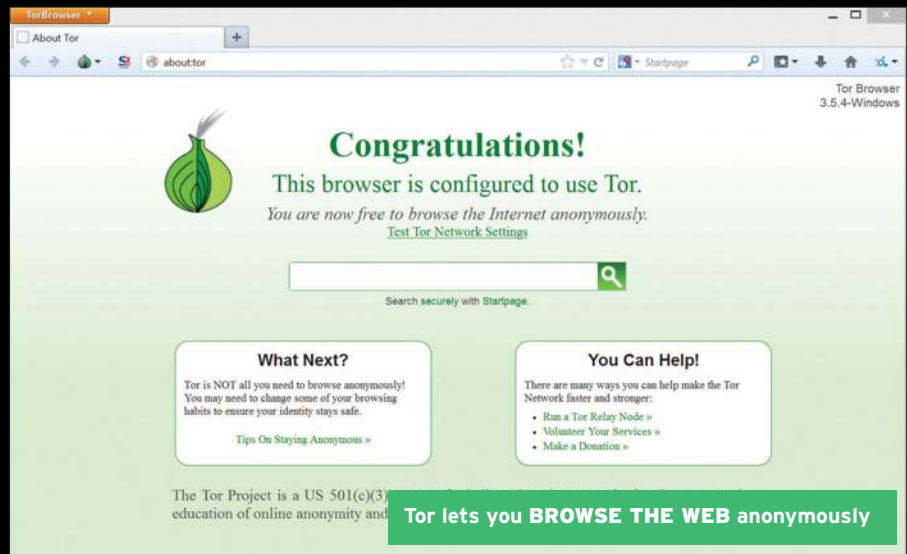 TorBrowser
About Tor
+
about:tor
Startpage
Tor Browser
3.5.4-Windows
Congratulations!
This browser is configured to use Tor.
You are now free to browse the Internet anonymously.
Test Tor Network Settings
Search securely with Startpage.
What Next?
Tor is NOT all you need to browse anonymously!
You may need to change some of your browsing
habits to ensure your identity stays safe.
Tips On Staying Anonymous »
You Can Help!
There are many ways you can help make the Tor
Network faster and stronger:
• Run a Tor Relay Node »
• Volunteer Your Services »
• Make a Donation »
The Tor Project is a US 501(c)(3)
education of online anonymity and
Tor lets you BROWSE THE WEB anonymously